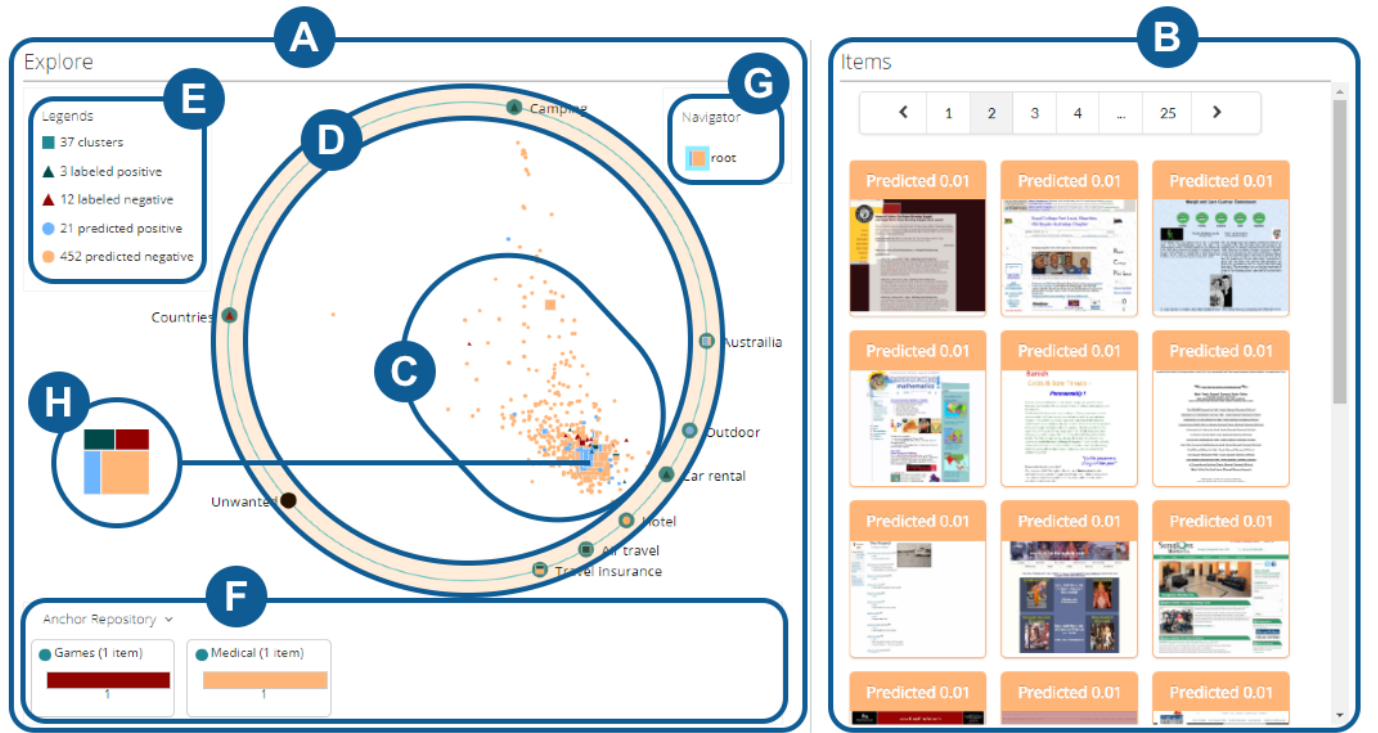 A
B
Explore
Items
E
G
Legends
37 clusters
3 labeled positive
12 labeled negative
21 predicted positive
452 predicted negative
D
Camping
Navigator
root
1 2 3 4 ... 25
Predicted 0.01 Predicted 0.01 Predicted 0.01
Countries
Austrailia
C
Predicted 0.01 Predicted 0.01 Predicted 0.01
mathematics
Banish
Permanently !
H
Outdoor
Car rental
Unwanted
Hotel
Air travel
Travel Insurance
Predicted 0.01 Predicted 0.01 Predicted 0.01
F
Anchor Repository
Games (1 item) Medical (1 item)
1 1
Predicted 0.01 Predicted 0.01 Predicted 0.01